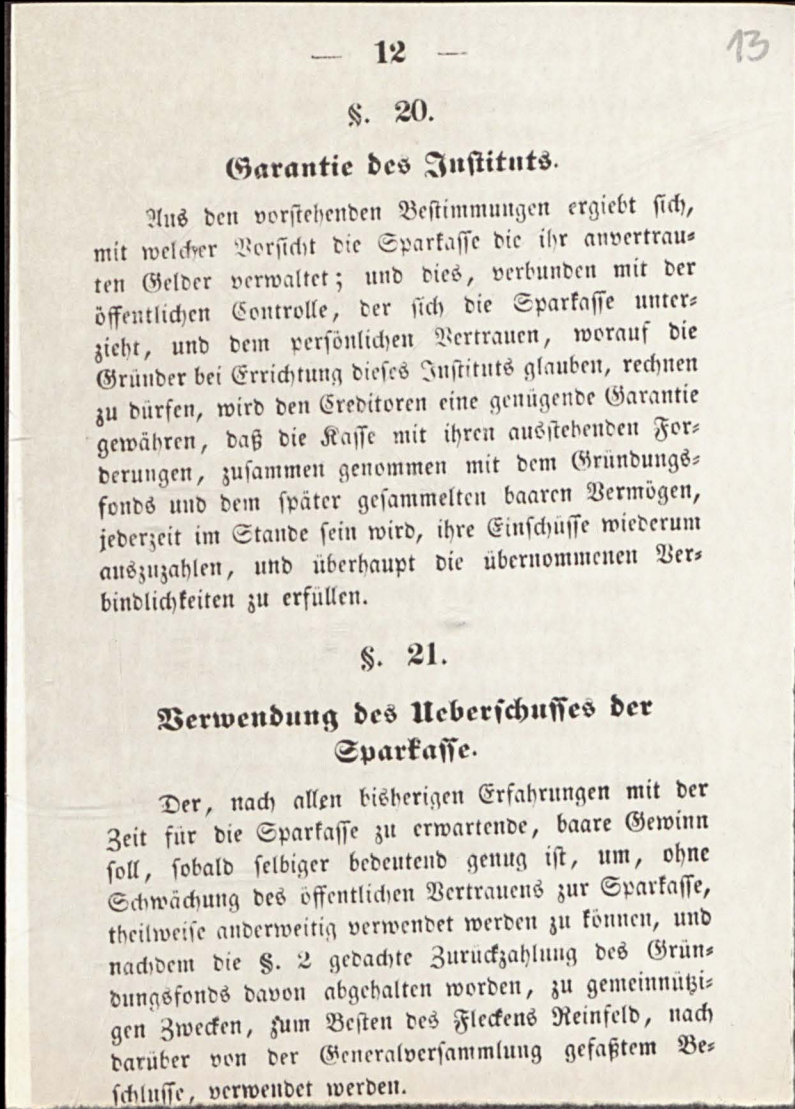 — 12 —
13
§. 20.
Garantie des Instituts.
Aus den vorstehenden Bestimmungen ergiebt sich,
mit welcher Vorsicht die Sparkasse die ihr anvertrau-
ten Gelder verwaltet; und dies, verbunden mit der
öffentlichen Controlle, der sich die Sparkasse unter-
zieht, und dem persönlichen Vertrauen, worauf die
Gründer bei Errichtung dieses Instituts glauben, rechnen
zu dürfen, wird den Creditoren eine genügende Garantie
gewähren, daß die Kasse mit ihren ausstehenden For-
derungen, zusammen genommen mit dem Gründungs-
fonds und dem später gesammelten baaren Vermögen,
jederzeit im Stande sein wird, ihre Einschüsse wiederum
auszuzahlen, und überhaupt die übernommenen Ver-
bindlichkeiten zu erfüllen.
§. 21.
Verwendung des Ueberschusses der
Sparkasse.
Der, nach allen bisherigen Erfahrungen mit der
Zeit für die Sparkasse zu erwartende, baare Gewinn
soll, sobald selbiger bedeutend genug ist, um, ohne
Schwächung des öffentlichen Vertrauens zur Sparkasse,
theilweise anderweitig verwendet werden zu können, und
nachdem die §. 2 gedachte Zurückzahlung des Grün-
dungsfonds davon abgehalten worden, zu gemeinnützi-
gen Zwecken, zum Besten des Fleckens Reinfeld, nach
darüber von der Generalversammlung gefaßtem Be-
schlusse, verwendet werden.